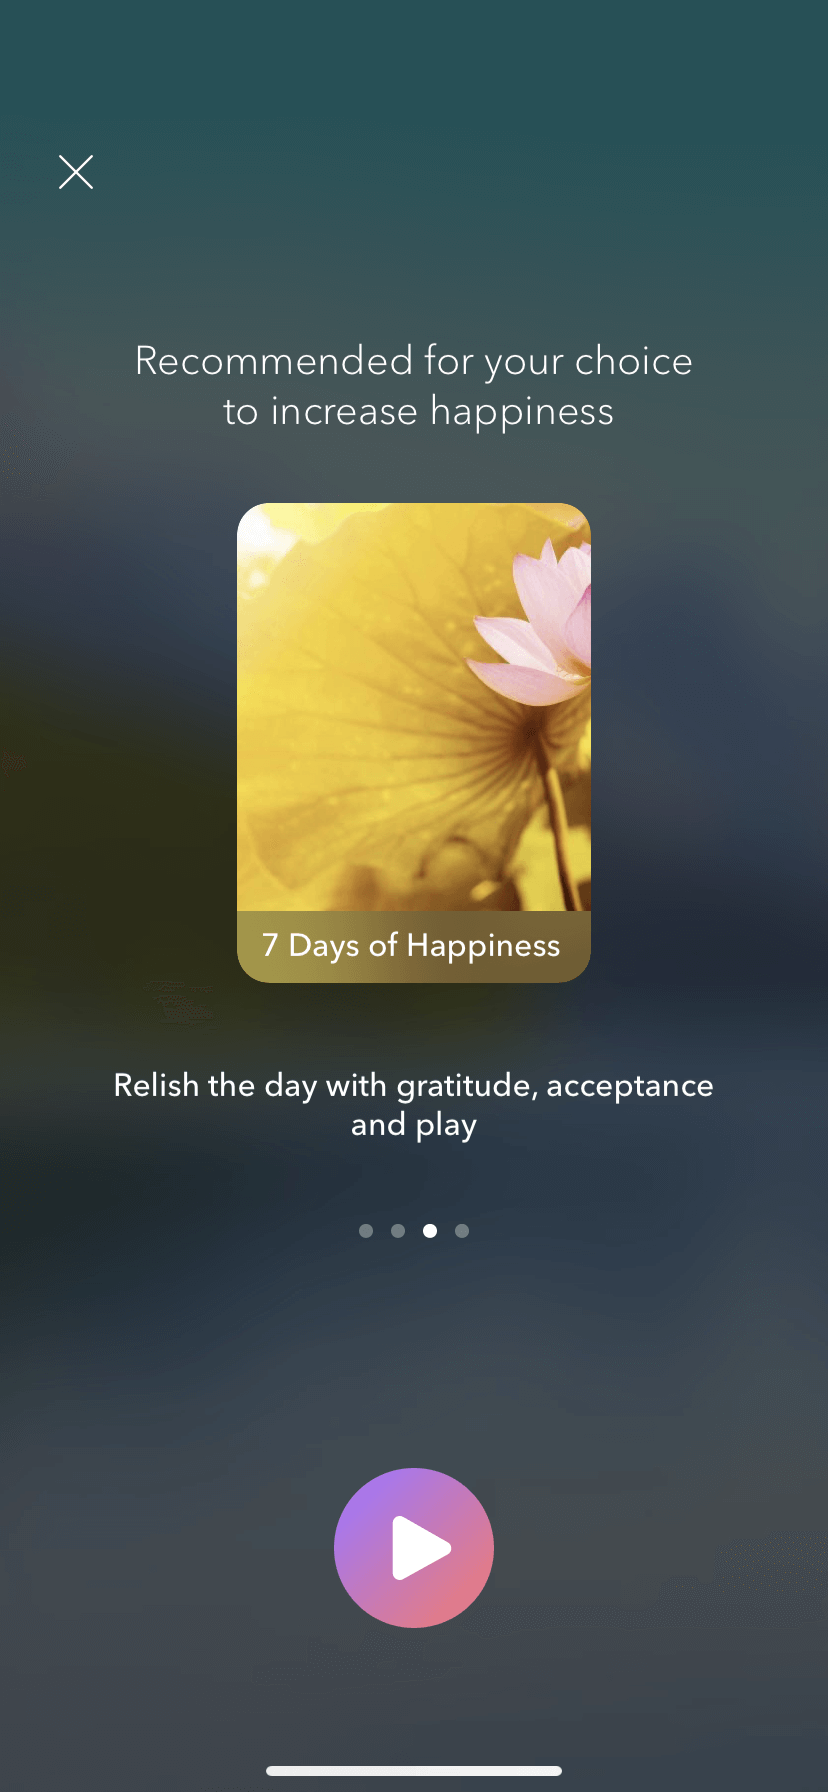 Recommended for your choice
to increase happiness
7 Days of Happiness
Relish the day with gratitude, acceptance
and play